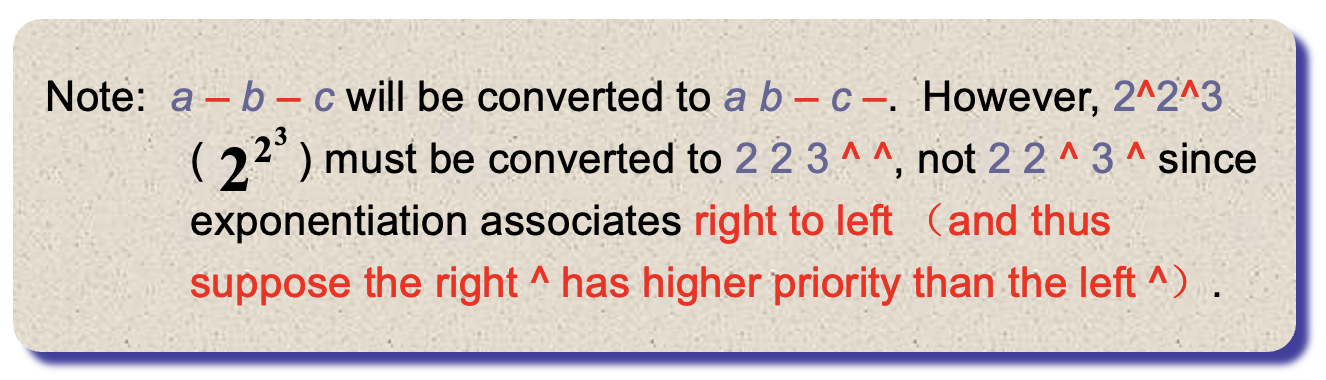 Note: a – b – c will be converted to a b – c –. However, 2^2^3
( 2^2^3 ) must be converted to 2 2 3 ^ ^, not 2 2 ^ 3 ^ since
exponentiation associates right to left （and thus
suppose the right ^ has higher priority than the left ^）.